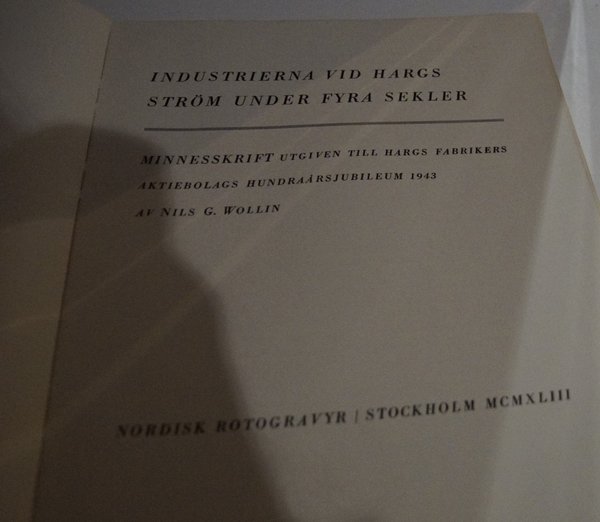 INDUSTRIERNA VID HARGS
STRÖM UNDER FYRA SEKLER
MINNESSKRIFT UTGIVEN TILL HARGS FABRIKERS
AKTIEBOLAGS HUNDRAÅRSJUBILEUM 1943
AV NILS G. WOLLIN
NORDISK ROTOGRAVYR | STOCKHOLM MCMXLIII